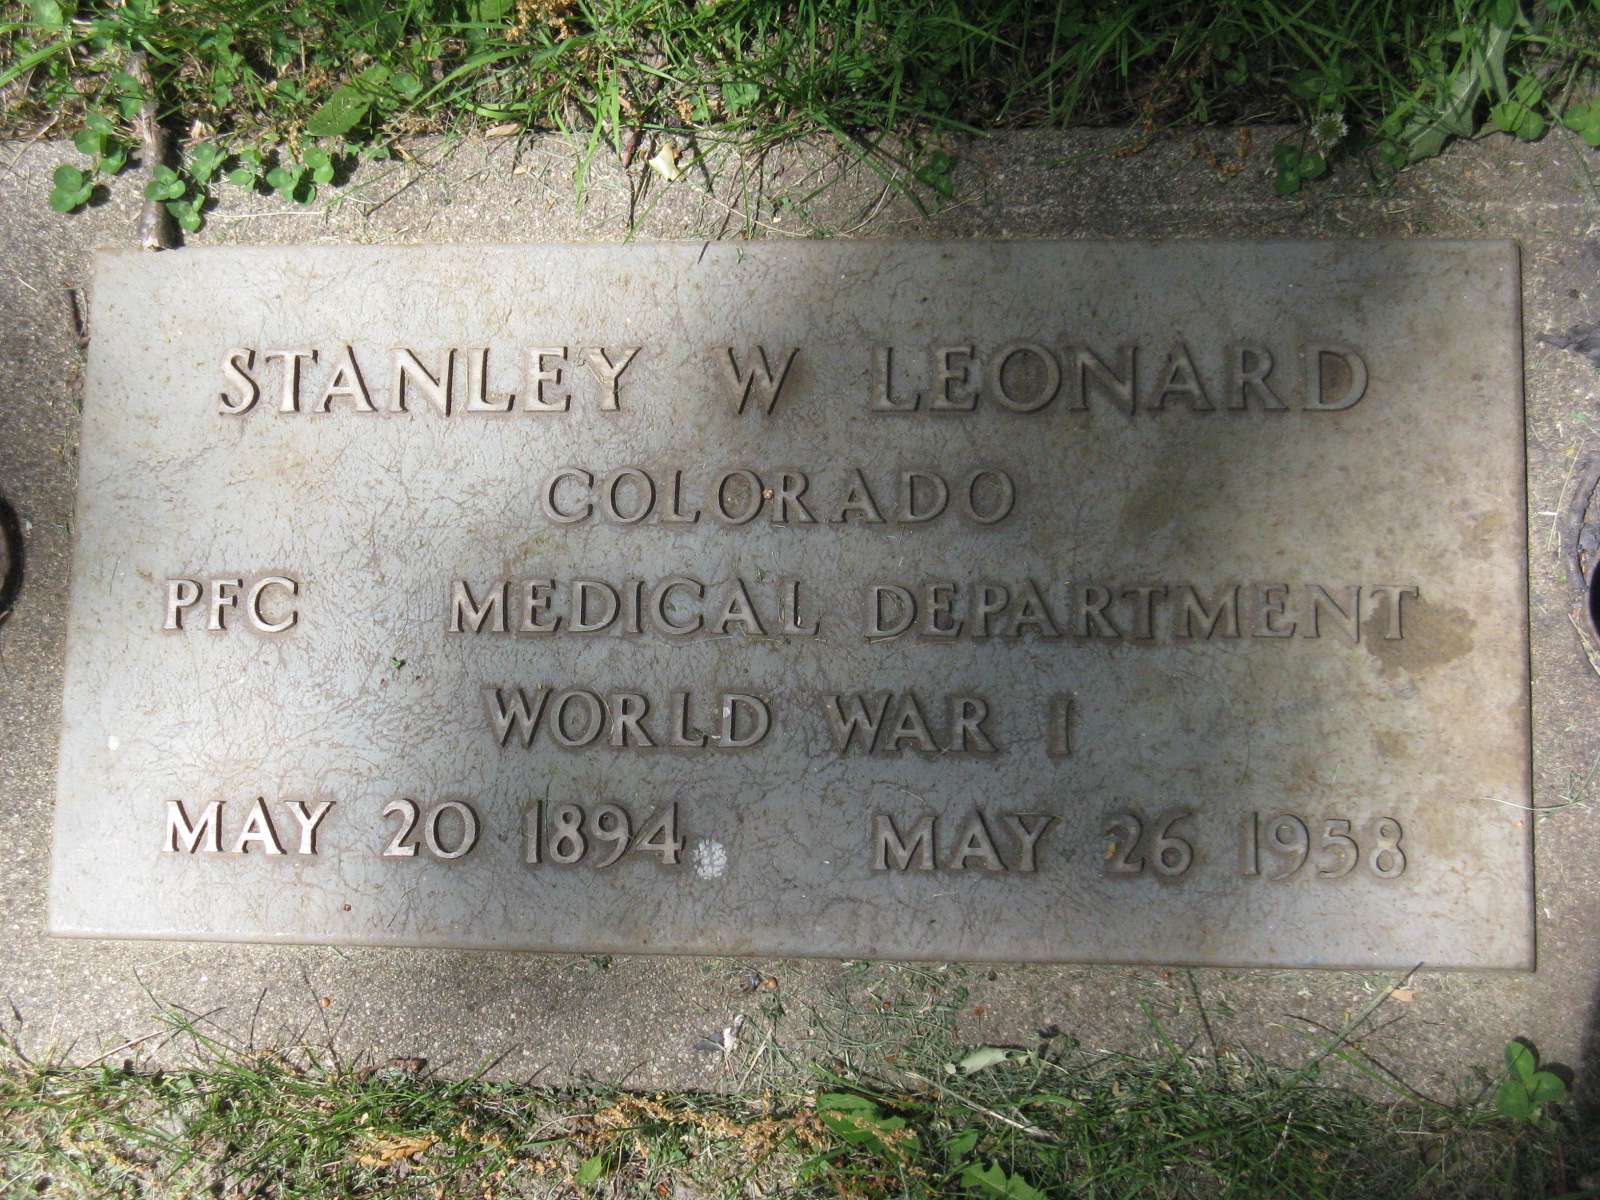 STANLEY W LEONARD
COLORADO
PFC MEDICAL DEPARTMENT
WORLD WAR I
MAY 20 1894 MAY 26 1958